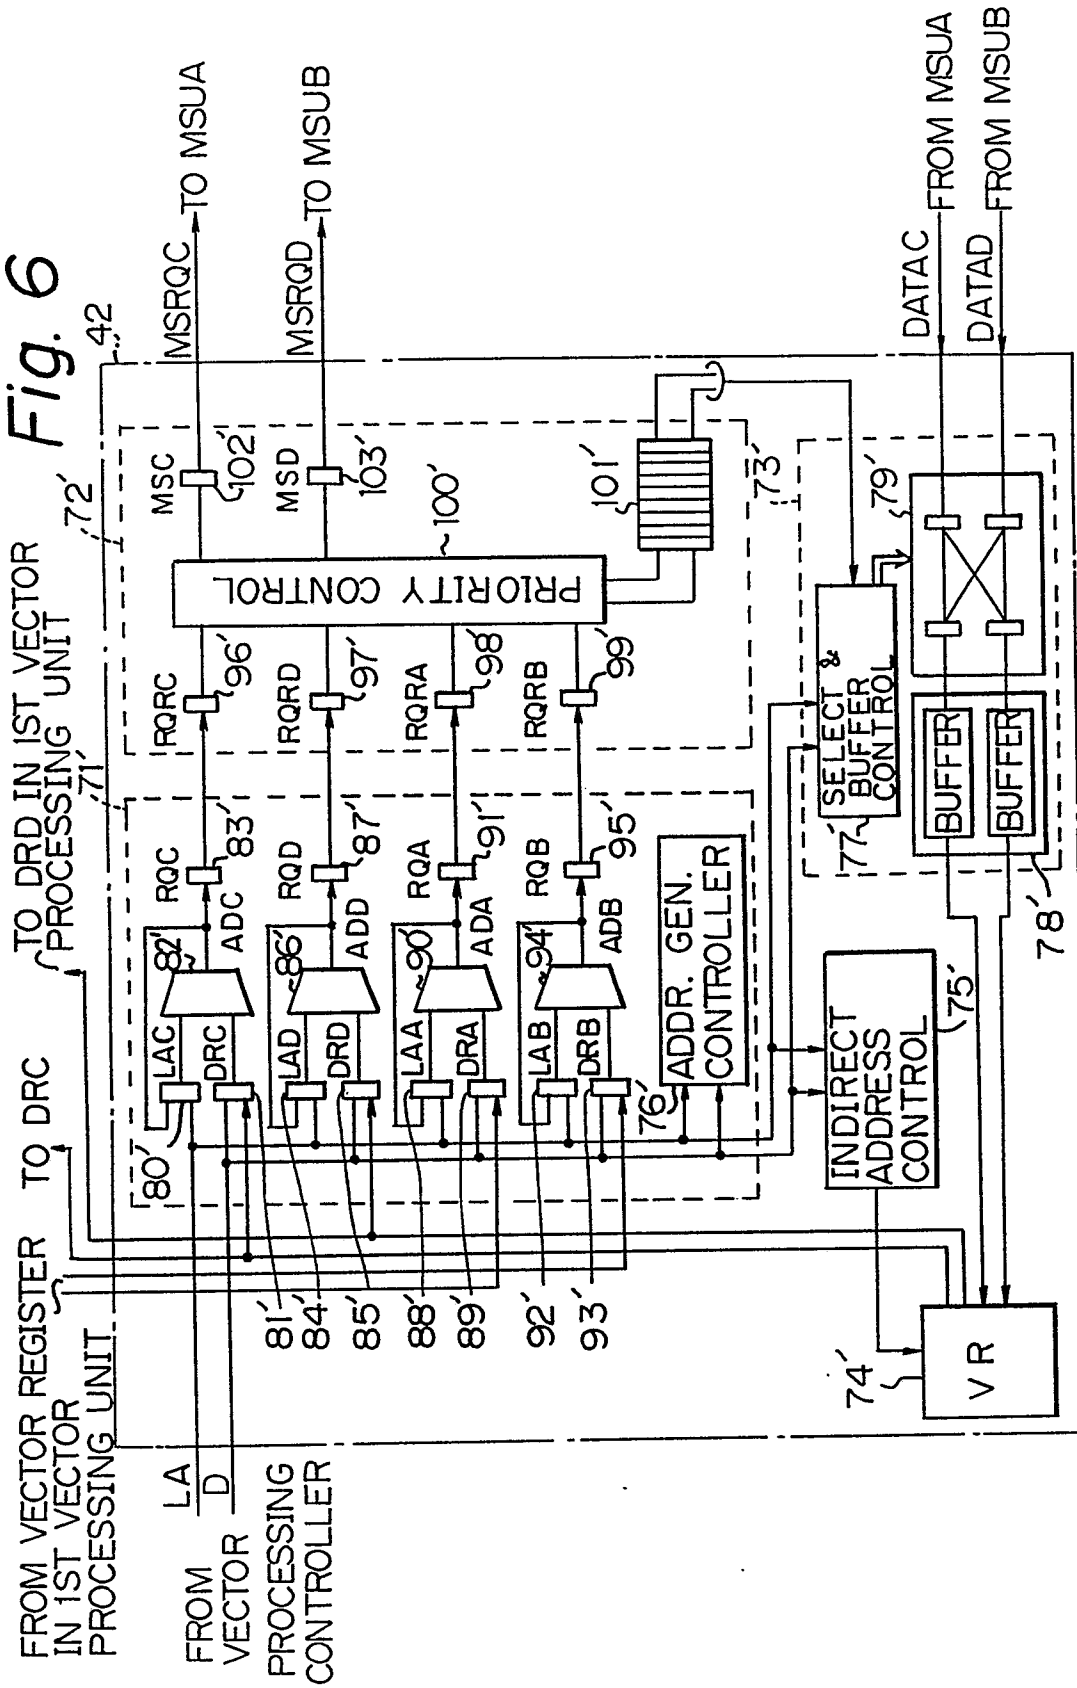 Fig. 6
FROM VECTOR REGISTER
IN 1ST VECTOR
PROCESSING UNIT
TO DRC
TO DRD IN 1ST VECTOR
PROCESSING UNIT
71'
72'
42
LA
D
FROM
VECTOR
PROCESSING
CONTROLLER
80'
LAC
DRC
82'
ADC
RQC
83'
RQRC
96'
MSC
102'
MSRQC
TO MSUA
81'
84'
85'
LAD
DRD
86'
ADD
RQD
87'
RQRD
97'
MSD
103'
MSRQD
TO MSUB
PRIORITY CONTROL
100'
88'
89'
LAA
DRA
90'
ADA
RQA
91'
RQRA
98'
92'
93'
LAB
DRB
94'
ADB
RQB
95'
RQRB
99'
101'
76'
ADDR. GEN.
CONTROLLER
73'
74'
VR
INDIRECT
ADDRESS
CONTROL
75'
77'
SELECT &
BUFFER
CONTROL
79'
BUFFER
BUFFER
78'
DATAC
FROM MSUA
DATAD
FROM MSUB